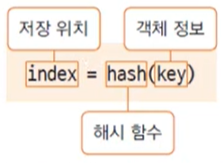 저장 위치
객체 정보
index = hash(key)
해시 함수